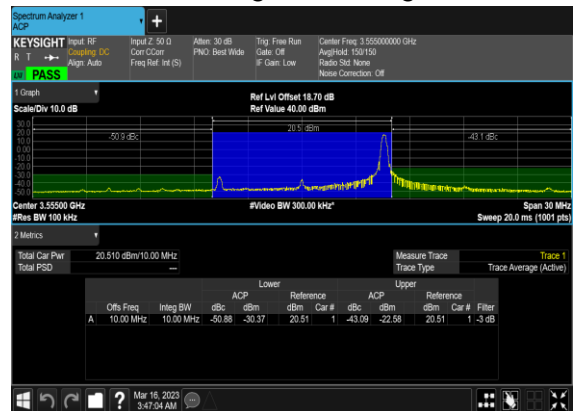 Spectrum Analyzer 1
ACP
+
KEYSIGHT Input: RF Input Z: 50 Ω Atten: 30 dB Trig: Free Run Center Freq: 3.555000000 GHz
R T Coupling: DC Corr CCorr PNO: Best Wide Gate: Off Avg|Hold: 150/150
Align: Auto Freq Ref: Int (S) IF Gain: Low Radio Std: None
LW PASS Noise Correction: Off
1 Graph
Ref Lvl Offset 18.70 dB
Scale/Div 10.0 dB Ref Value 40.00 dBm
30.0
20.0 -50.9 dBc 20.5 dBm -43.1 dBc
10.0
0.00
-10.0
-20.0
-30.0
-40.0
-50.0
Center 3.55500 GHz #Video BW 300.00 kHz* Span 30 MHz
#Res BW 100 kHz Sweep 20.0 ms (1001 pts)
2 Metrics
Total Car Pwr 20.510 dBm/10.00 MHz Measure Trace Trace 1
Total PSD --- Trace Type Trace Average (Active)
Lower Upper
ACP Reference ACP Reference
Offs Freq Integ BW dBc dBm dBm Car # dBc dBm dBm Car # Filter
A 10.00 MHz 10.00 MHz -50.88 -30.37 20.51 1 -43.09 -22.58 20.51 1 -3 dB
? Mar 16, 2023
3:47:04 AM